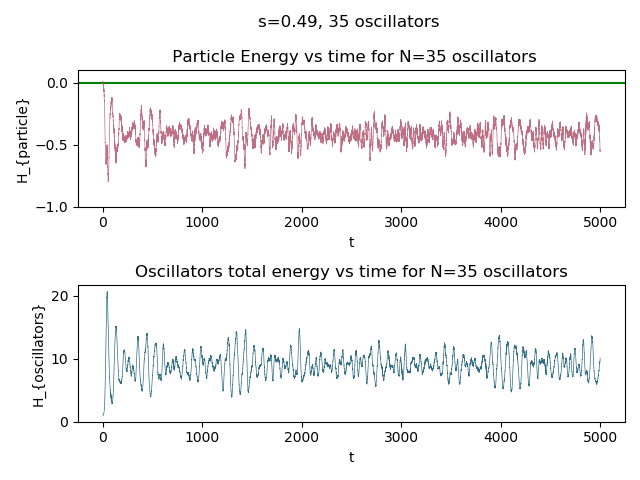 s=0.49, 35 oscillators
Particle Energy vs time for N=35 oscillators
0.0
−0.5
−1.0
H_{particle}
0
1000
2000
3000
4000
5000
t
Oscillators total energy vs time for N=35 oscillators
20
10
0
H_{oscillators}
0
1000
2000
3000
4000
5000
t